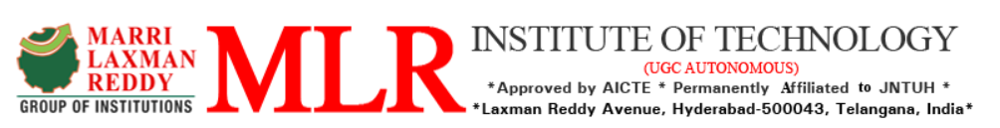 MARRI
LAXMAN
REDDY
GROUP OF INSTITUTIONS
MLR
INSTITUTE OF TECHNOLOGY
(UGC AUTONOMOUS)
*Approved by AICTE * Permanently Affiliated to JNTUH *
*Laxman Reddy Avenue, Hyderabad-500043, Telangana, India*